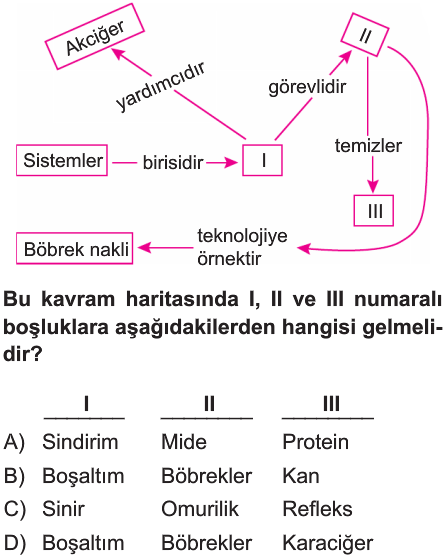 Akciğer
II
yardımcıdır
görevlidir
Sistemler
birisidir
I
temizler
III
Böbrek nakli
teknolojiye
örnektir
Bu kavram haritasında I, II ve III numaralı
boşluklara aşağıdakilerden hangisi gelmeli-
dir?
I II III
A) Sindirim Mide Protein
B) Boşaltım Böbrekler Kan
C) Sinir Omurilik Refleks
D) Boşaltım Böbrekler Karaciğer